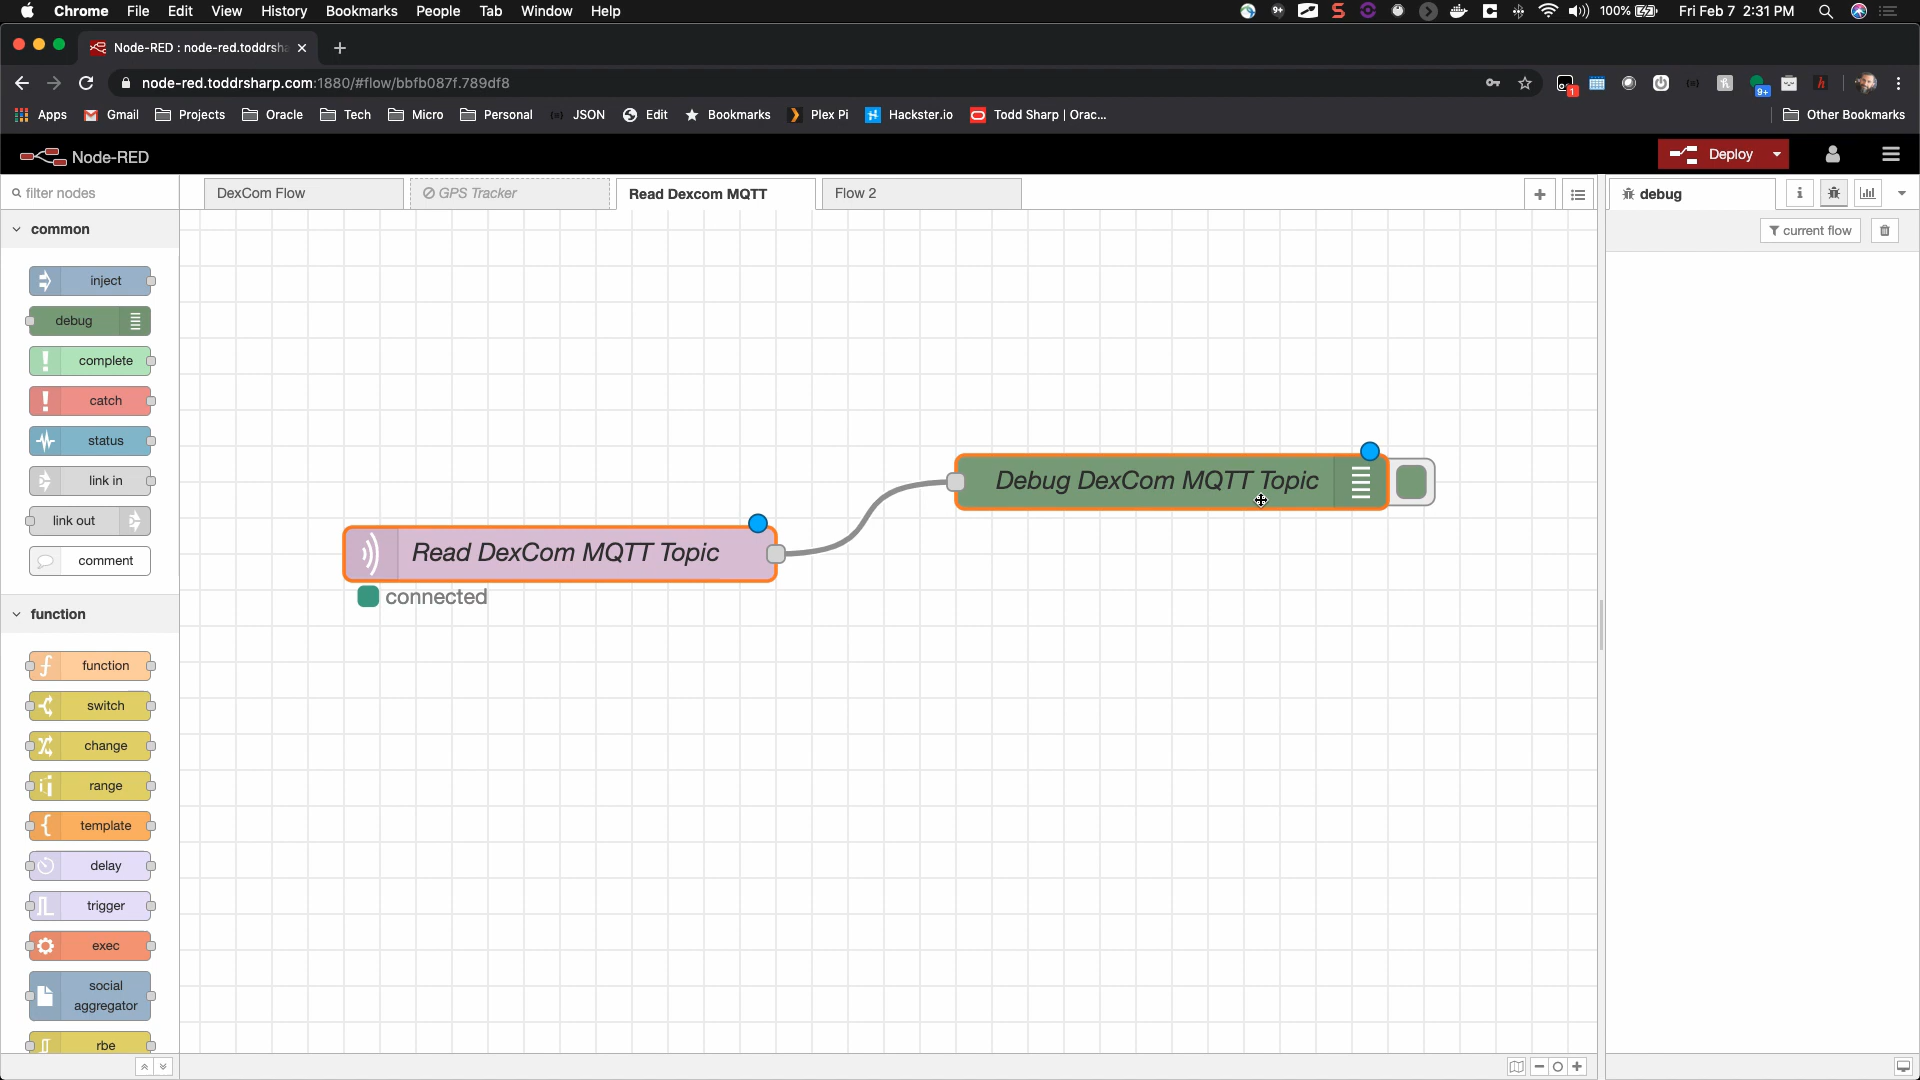 Chrome File Edit View History Bookmarks People Tab Window Help 9+ 100% Fri Feb 7 2:31 PM
Node-RED : node-red.toddrsha
node-red.toddrsharp.com:1880/#flow/bbfb087f.789df8 1 9+ h
Apps Gmail Projects Oracle Tech Micro Personal JSON Edit Bookmarks Plex Pi Hackster.io Todd Sharp | Orac... Other Bookmarks
Node-RED Deploy
filter nodes DexCom Flow GPS Tracker Read Dexcom MQTT Flow 2 debug
common
current flow
inject
debug
complete
catch
status
link in
link out
comment
Debug DexCom MQTT Topic
Read DexCom MQTT Topic
connected
function
function
switch
change
range
template
delay
trigger
exec
social
aggregator
rbe